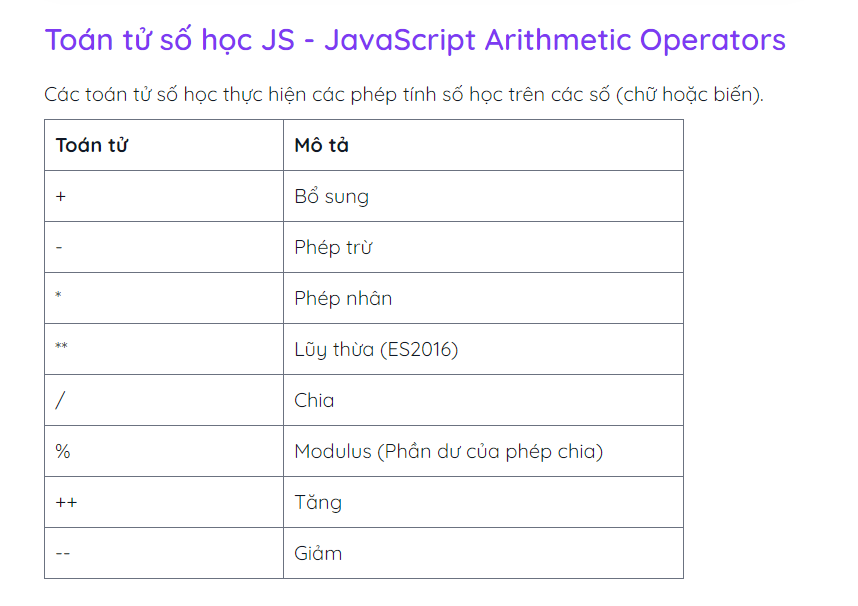 Toán tử số học JS - JavaScript Arithmetic Operators
Các toán tử số học thực hiện các phép tính số học trên các số (chữ hoặc biến).
Toán tử Mô tả
+ Bổ sung
- Phép trừ
* Phép nhân
** Lũy thừa (ES2016)
/ Chia
% Modulus (Phần dư của phép chia)
++ Tăng
-- Giảm